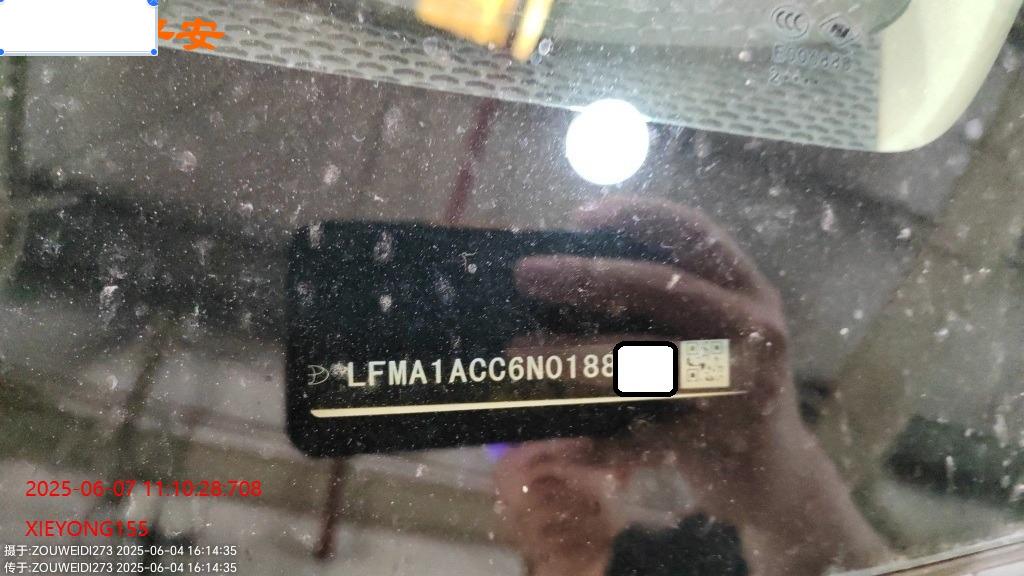 安
E000888
LFMA1ACC6N0188
2025-06-07 11:10:28:708
XIEYONG155
摄于:ZOUWEIDI273 2025-06-04 16:14:35
传于:ZOUWEIDI273 2025-06-04 16:14:35